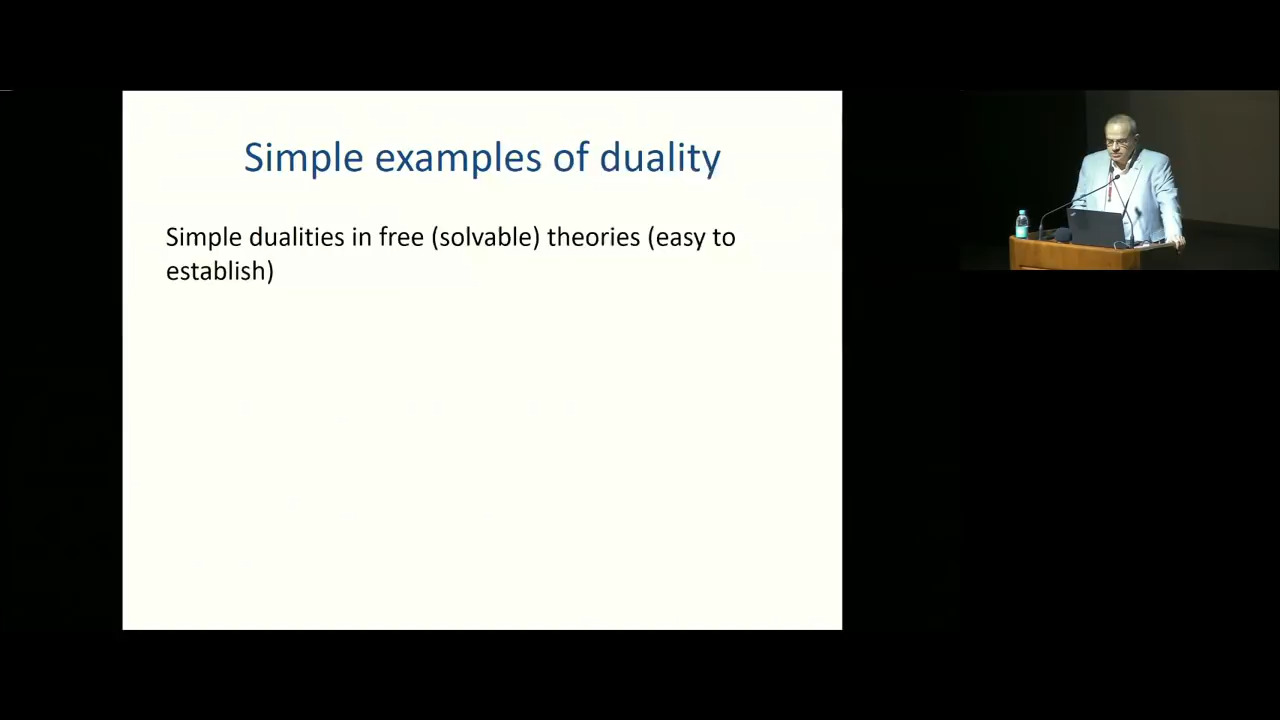 Simple examples of duality
Simple dualities in free (solvable) theories (easy to
establish)